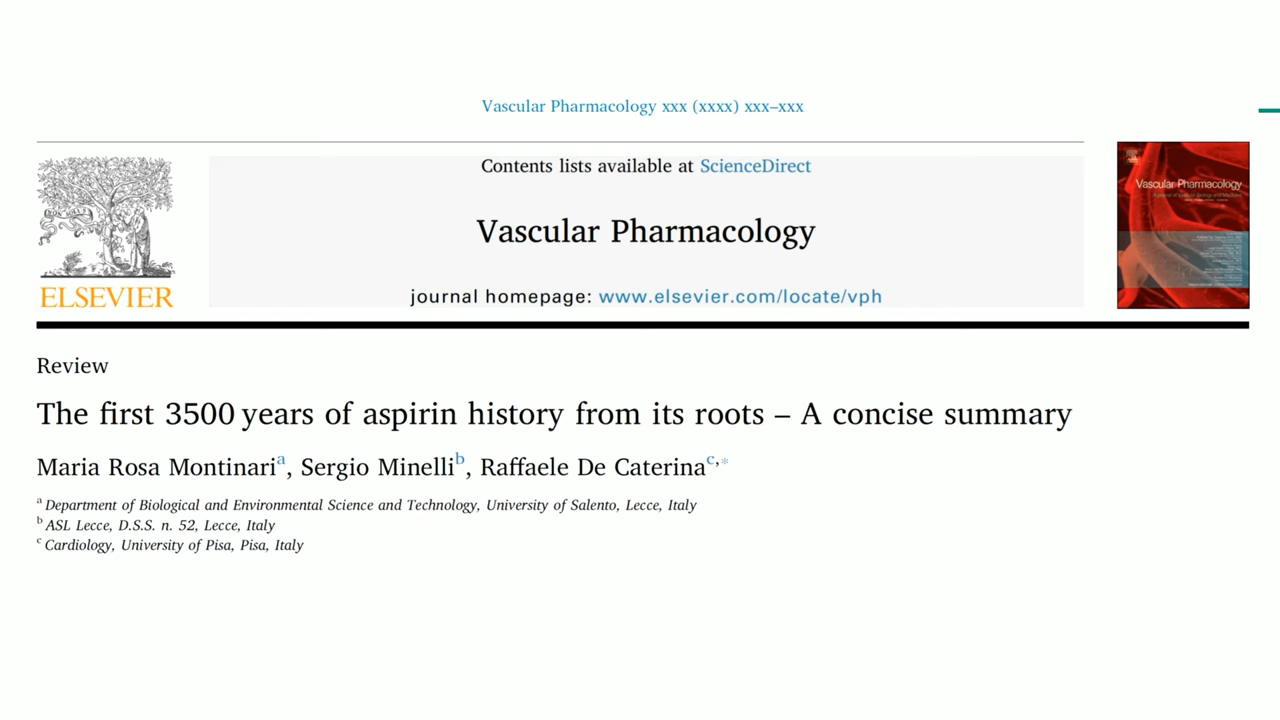 Vascular Pharmacology xxx (xxxx) xxx–xxx
Contents lists available at ScienceDirect
Vascular Pharmacology
journal homepage: www.elsevier.com/locate/vph
ELSEVIER
Vascular Pharmacology
Review
The first 3500 years of aspirin history from its roots – A concise summary
Maria Rosa Montinari a, Sergio Minelli b, Raffaele De Caterina c,*
a Department of Biological and Environmental Science and Technology, University of Salento, Lecce, Italy
b ASL Lecce, D.S.S. n. 52, Lecce, Italy
c Cardiology, University of Pisa, Pisa, Italy